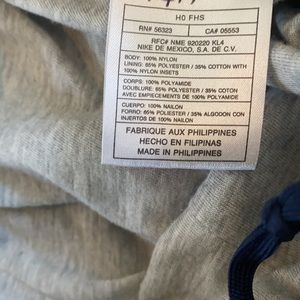 H0 FHS
RN# 56323 CA# 05553
RFC# NME 920220 KL4
NIKE DE MEXICO, S.A. DE C.V.
BODY: 100% NYLON
LINING: 65% POLYESTER / 35% COTTON WITH
100% NYLON INSETS
CORPS: 100% POLYAMIDE
DOUBLURE: 65% POLYESTER / 35% COTON
AVEC EMPIECEMENTS DE 100% POLYAMIDE
CUERPO: 100% NAILON
FORRO: 65% POLIESTER / 35% ALGODON CON
INJERTOS DE 100% NAILON
FABRIQUE AUX PHILIPPINES
HECHO EN FILIPINAS
MADE IN PHILIPPINES